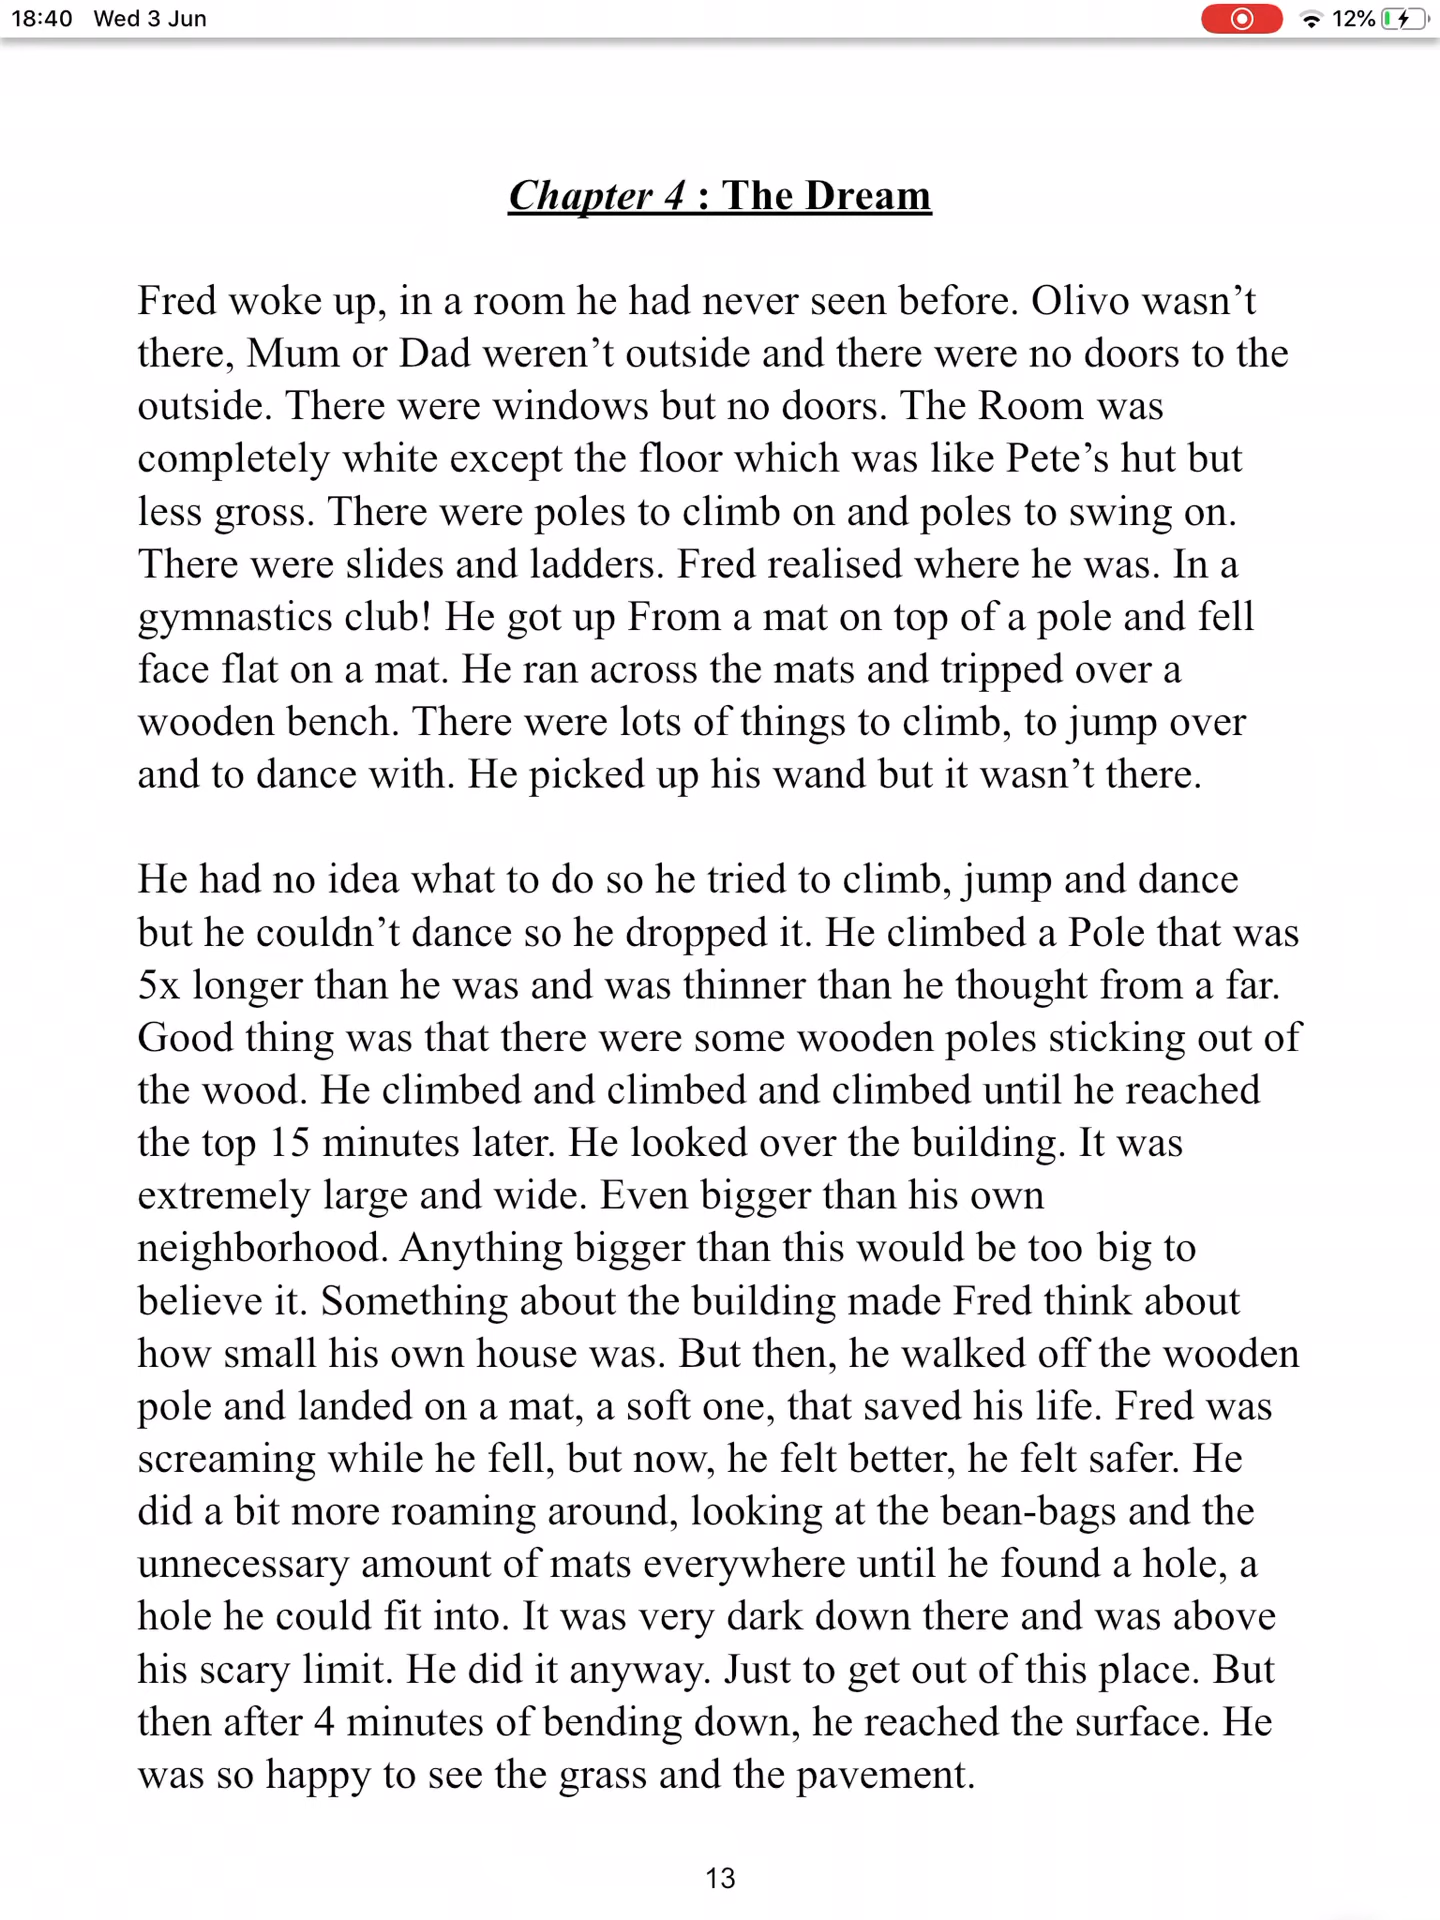 18:40 Wed 3 Jun
12%
Chapter 4 : The Dream
Fred woke up, in a room he had never seen before. Olivo wasn’t
there, Mum or Dad weren’t outside and there were no doors to the
outside. There were windows but no doors. The Room was
completely white except the floor which was like Pete’s hut but
less gross. There were poles to climb on and poles to swing on.
There were slides and ladders. Fred realised where he was. In a
gymnastics club! He got up From a mat on top of a pole and fell
face flat on a mat. He ran across the mats and tripped over a
wooden bench. There were lots of things to climb, to jump over
and to dance with. He picked up his wand but it wasn’t there.
He had no idea what to do so he tried to climb, jump and dance
but he couldn’t dance so he dropped it. He climbed a Pole that was
5x longer than he was and was thinner than he thought from a far.
Good thing was that there were some wooden poles sticking out of
the wood. He climbed and climbed and climbed until he reached
the top 15 minutes later. He looked over the building. It was
extremely large and wide. Even bigger than his own
neighborhood. Anything bigger than this would be too big to
believe it. Something about the building made Fred think about
how small his own house was. But then, he walked off the wooden
pole and landed on a mat, a soft one, that saved his life. Fred was
screaming while he fell, but now, he felt better, he felt safer. He
did a bit more roaming around, looking at the bean-bags and the
unnecessary amount of mats everywhere until he found a hole, a
hole he could fit into. It was very dark down there and was above
his scary limit. He did it anyway. Just to get out of this place. But
then after 4 minutes of bending down, he reached the surface. He
was so happy to see the grass and the pavement.
13